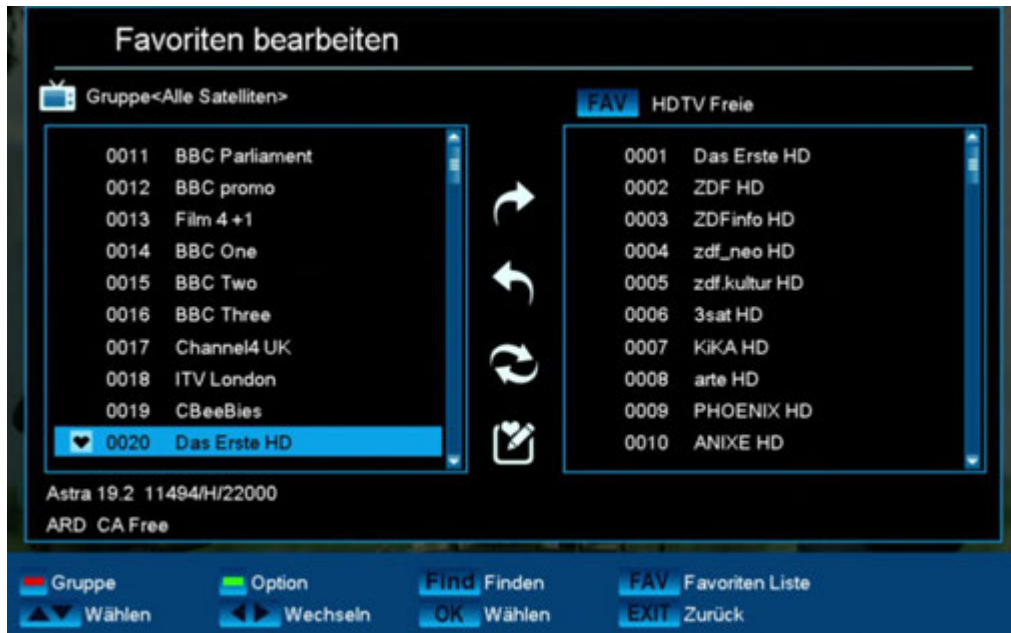 Favoriten bearbeiten
Gruppe<Alle Satelliten>
FAV HDTV Freie
0011 BBC Parliament
0012 BBC promo
0013 Film 4 +1
0014 BBC One
0015 BBC Two
0016 BBC Three
0017 Channel4 UK
0018 ITV London
0019 CBeeBies
0020 Das Erste HD
0001 Das Erste HD
0002 ZDF HD
0003 ZDFinfo HD
0004 zdf_neo HD
0005 zdf.kultur HD
0006 3sat HD
0007 KiKA HD
0008 arte HD
0009 PHOENIX HD
0010 ANIXE HD
Astra 19.2 11494/H/22000
ARD CA Free
Gruppe Option Find Finden FAV Favoriten Liste
Wählen Wechseln OK Wählen EXIT Zurück